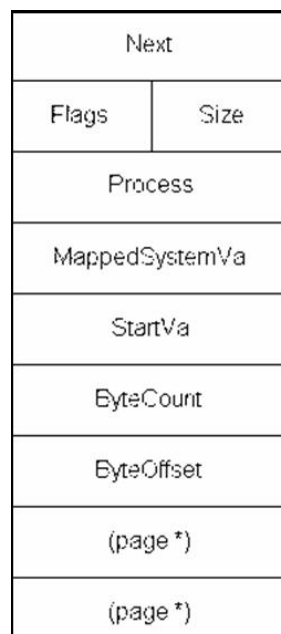 Next
Flags Size
Process
MappedSystemVa
StartVa
ByteCount
ByteOffset
(page *)
(page *)